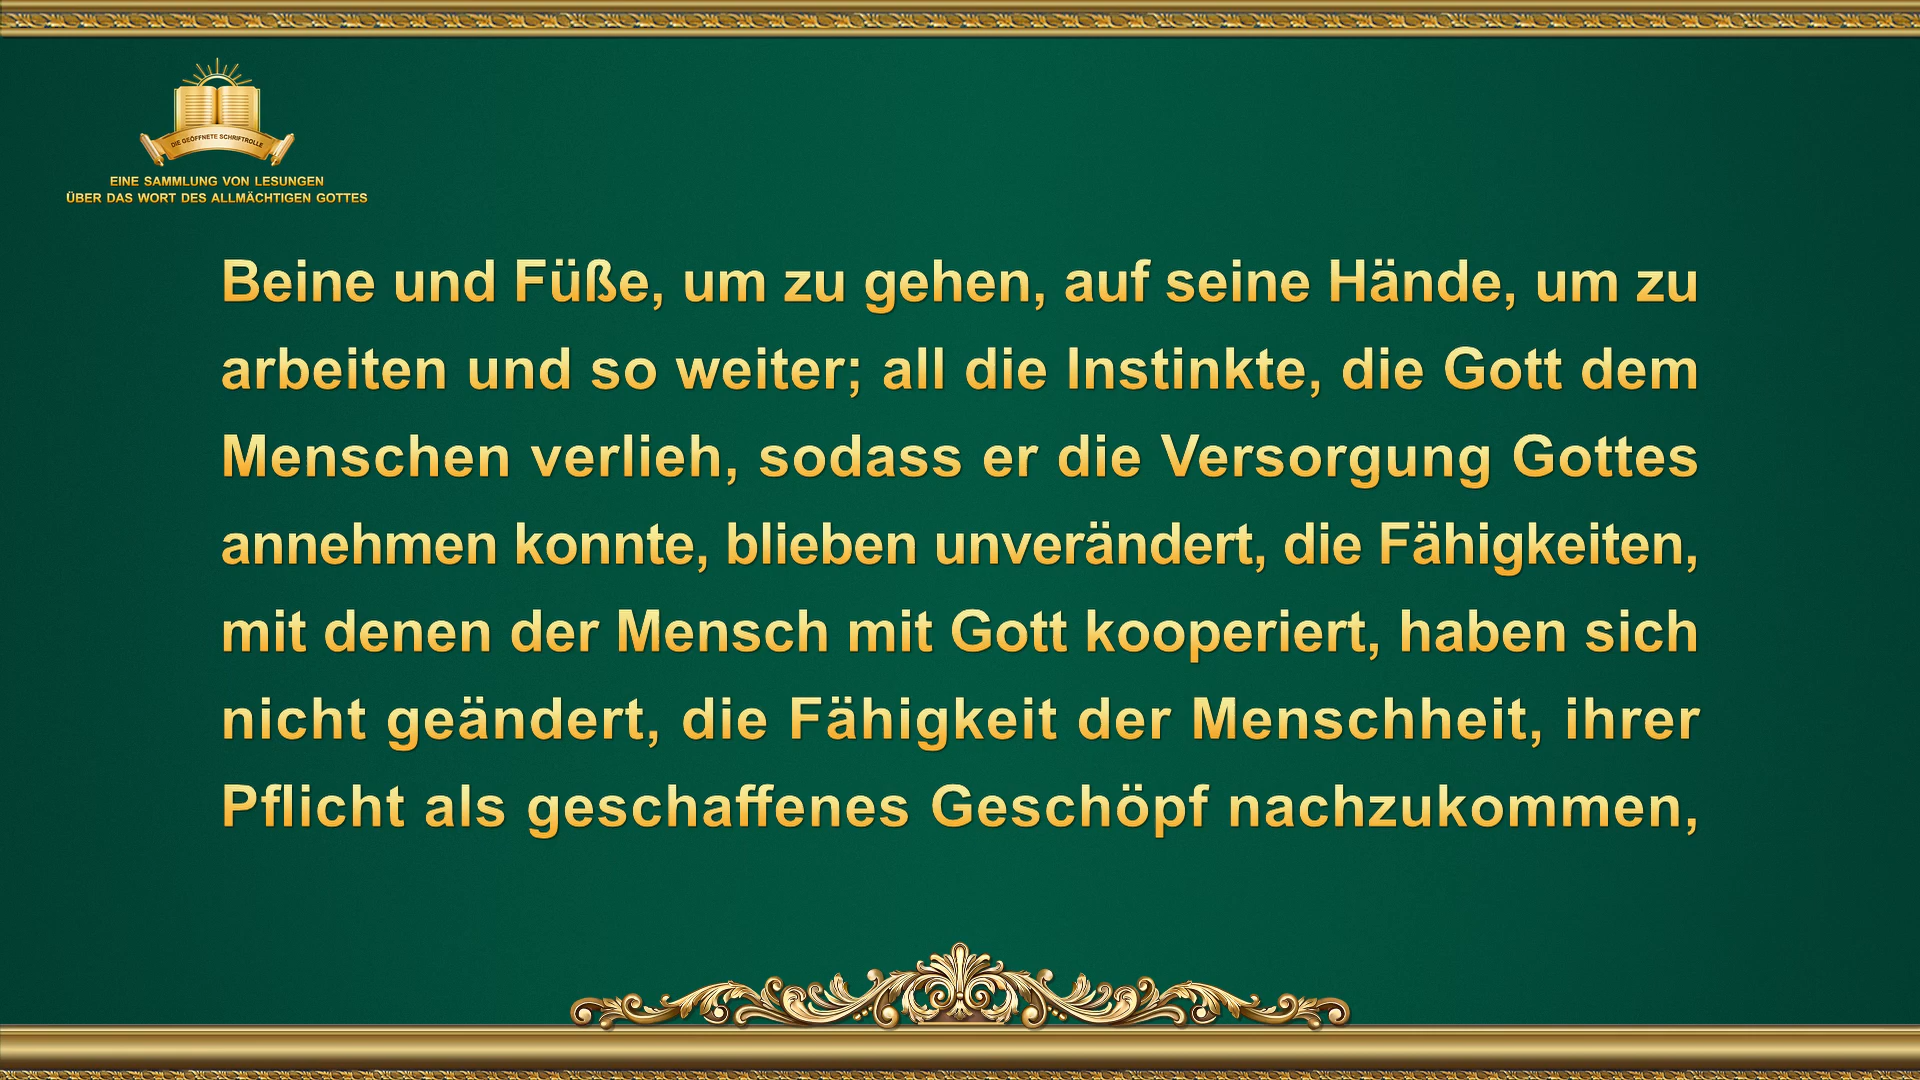 DIE GEÖFFNETE SCHRIFTROLLE
EINE SAMMLUNG VON LESUNGEN
ÜBER DAS WORT DES ALLMÄCHTIGEN GOTTES
Beine und Füße, um zu gehen, auf seine Hände, um zu
arbeiten und so weiter; all die Instinkte, die Gott dem
Menschen verlieh, sodass er die Versorgung Gottes
annehmen konnte, blieben unverändert, die Fähigkeiten,
mit denen der Mensch mit Gott kooperiert, haben sich
nicht geändert, die Fähigkeit der Menschheit, ihrer
Pflicht als geschaffenes Geschöpf nachzukommen,